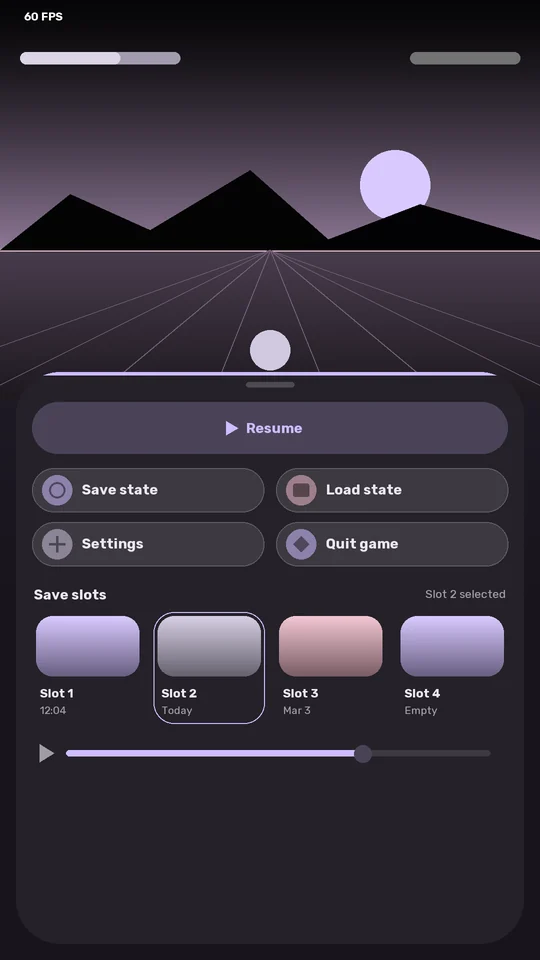 60 FPS
Resume
Save state
Load state
Settings
Quit game
Save slots
Slot 2 selected
Slot 1
Slot 2
Slot 3
Slot 4
12:04
Today
Mar 3
Empty